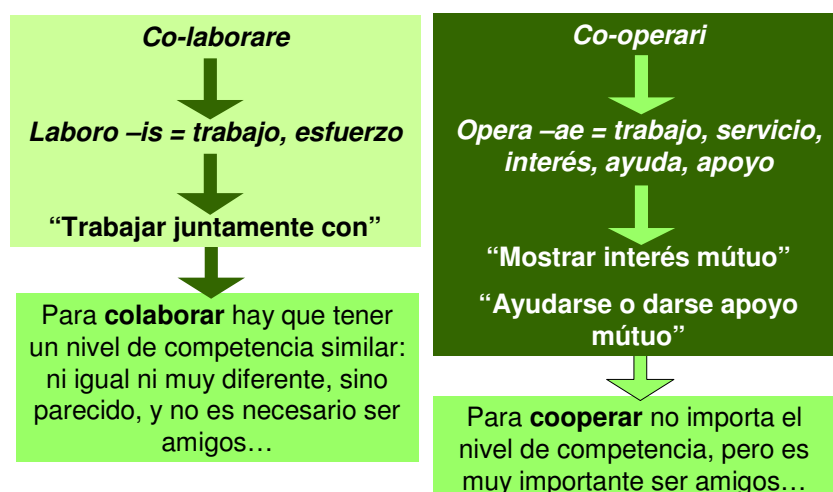 Co-laborare
Laboro –is = trabajo, esfuerzo
“Trabajar juntamente con”
Para colaborar hay que tener
un nivel de competencia similar:
ni igual ni muy diferente, sino
parecido, y no es necesario ser
amigos…
Co-operari
Opera –ae = trabajo, servicio,
interés, ayuda, apoyo
“Mostrar interés mútuo”
“Ayudarse o darse apoyo
mútuo”
Para cooperar no importa el
nivel de competencia, pero es
muy importante ser amigos…